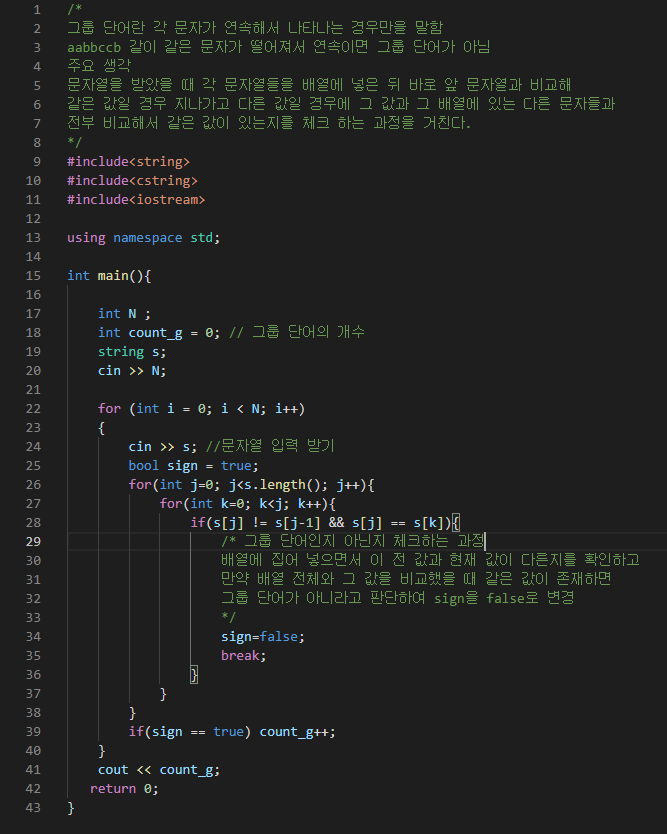 1 /*
2 그룹 단어란 각 문자가 연속해서 나타나는 경우만을 말함
3 aabbccb 같이 같은 문자가 떨어져서 연속이면 그룹 단어가 아님
4 주요 생각
5 문자열을 받았을 때 각 문자열들을 배열에 넣은 뒤 바로 앞 문자열과 비교해
6 같은 값일 경우 지나가고 다른 값일 경우에 그 값과 그 배열에 있는 다른 문자들과
7 전부 비교해서 같은 값이 있는지를 체크 하는 과정을 거친다.
8 */
9 #include<string>
10 #include<cstring>
11 #include<iostream>
12
13 using namespace std;
14
15 int main(){
16
17 int N ;
18 int count_g = 0; // 그룹 단어의 개수
19 string s;
20 cin >> N;
21
22 for (int i = 0; i < N; i++)
23 {
24 cin >> s; //문자열 입력 받기
25 bool sign = true;
26 for(int j=0; j<s.length(); j++){
27 for(int k=0; k<j; k++){
28 if(s[j] != s[j-1] && s[j] == s[k]){
29 /* 그룹 단어인지 아닌지 체크하는 과정
30 배열에 집어 넣으면서 이 전 값과 현재 값이 다른지를 확인하고
31 만약 배열 전체와 그 값을 비교했을 때 같은 값이 존재하면
32 그룹 단어가 아니라고 판단하여 sign을 false로 변경
33 */
34 sign=false;
35 break;
36 }
37 }
38 }
39 if(sign == true) count_g++;
40 }
41 cout << count_g;
42 return 0;
43 }